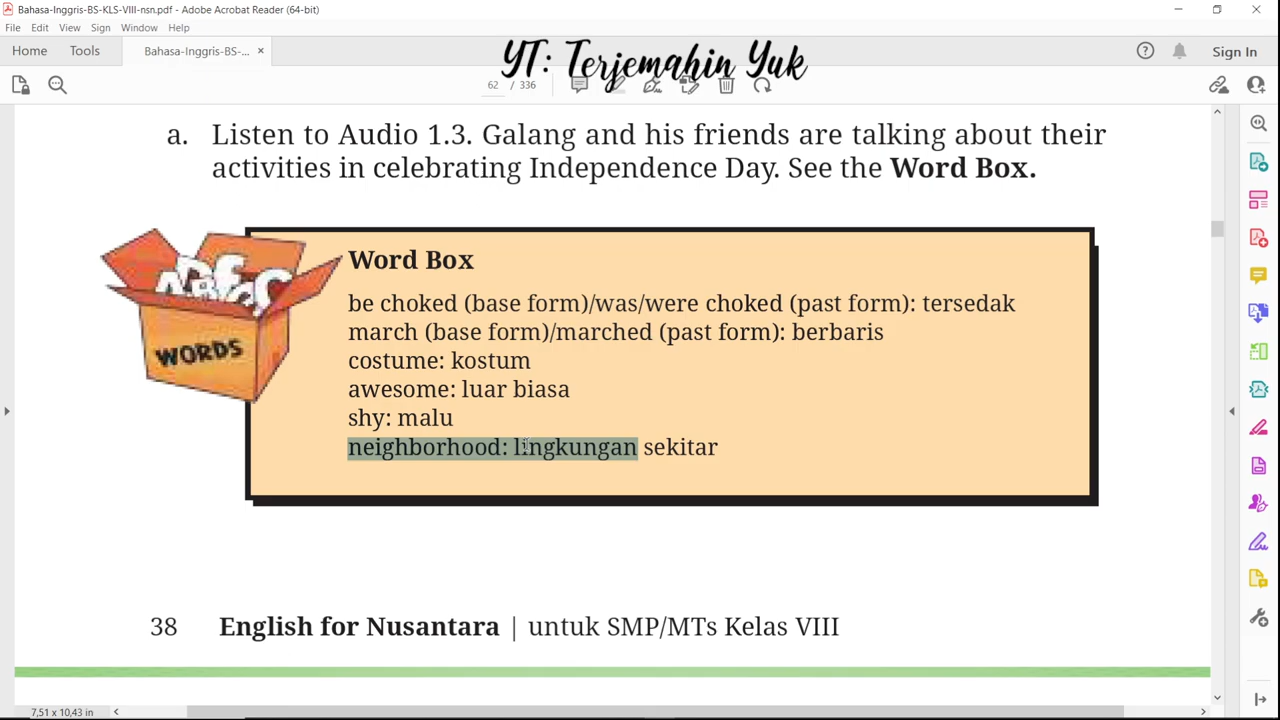 Bahasa-Inggris-BS-KLS-VIII-nsn.pdf - Adobe Acrobat Reader (64-bit)
File Edit View Sign Window Help
Home Tools Bahasa-Inggris-BS-... × Sign In
YT: Terjemahin Yuk
62 / 336
a. Listen to Audio 1.3. Galang and his friends are talking about their
activities in celebrating Independence Day. See the Word Box.
WORDS
Word Box
be choked (base form)/was/were choked (past form): tersedak
march (base form)/marched (past form): berbaris
costume: kostum
awesome: luar biasa
shy: malu
neighborhood: lingkungan sekitar
38 English for Nusantara | untuk SMP/MTs Kelas VIII
7,51 x 10,43 in